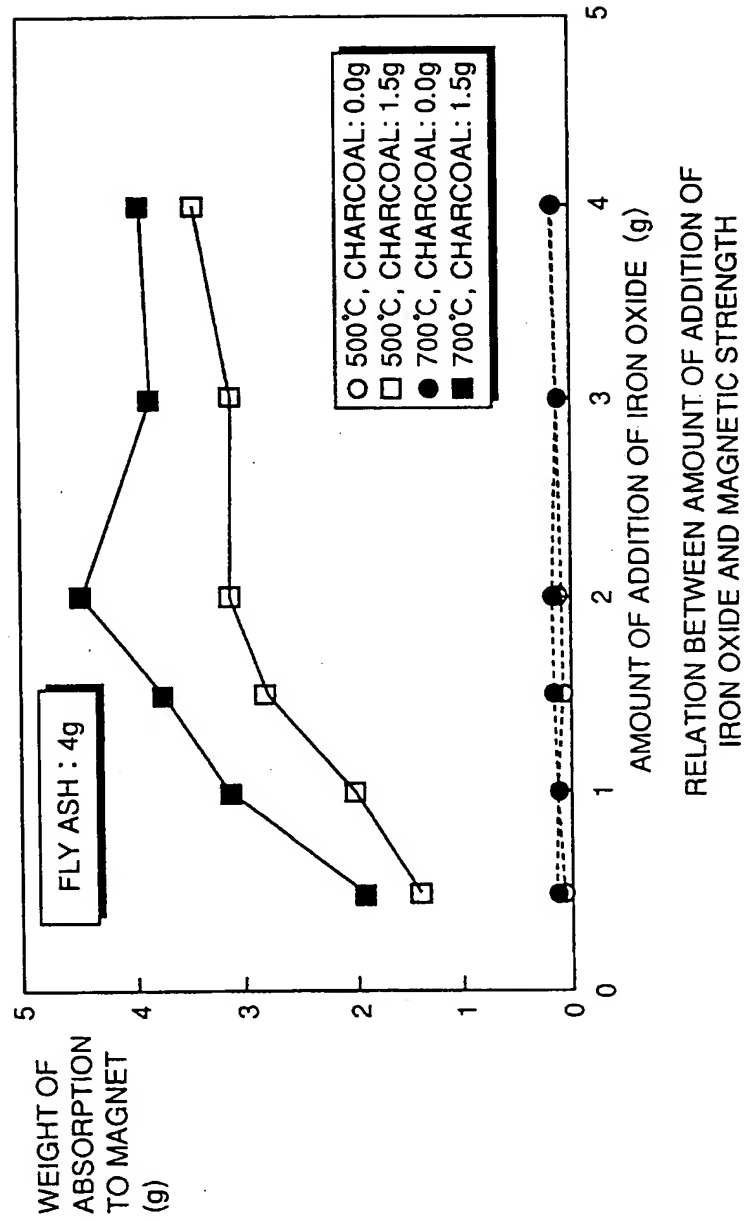 WEIGHT OF
ABSORPTION
TO MAGNET
(g)
5
4
3
2
1
0
FLY ASH : 4g
○ 500℃, CHARCOAL: 0.0g
□ 500℃, CHARCOAL: 1.5g
● 700℃, CHARCOAL: 0.0g
■ 700℃, CHARCOAL: 1.5g
0 1 2 3 4 5
AMOUNT OF ADDITION OF IRON OXIDE (g)
RELATION BETWEEN AMOUNT OF ADDITION OF
IRON OXIDE AND MAGNETIC STRENGTH